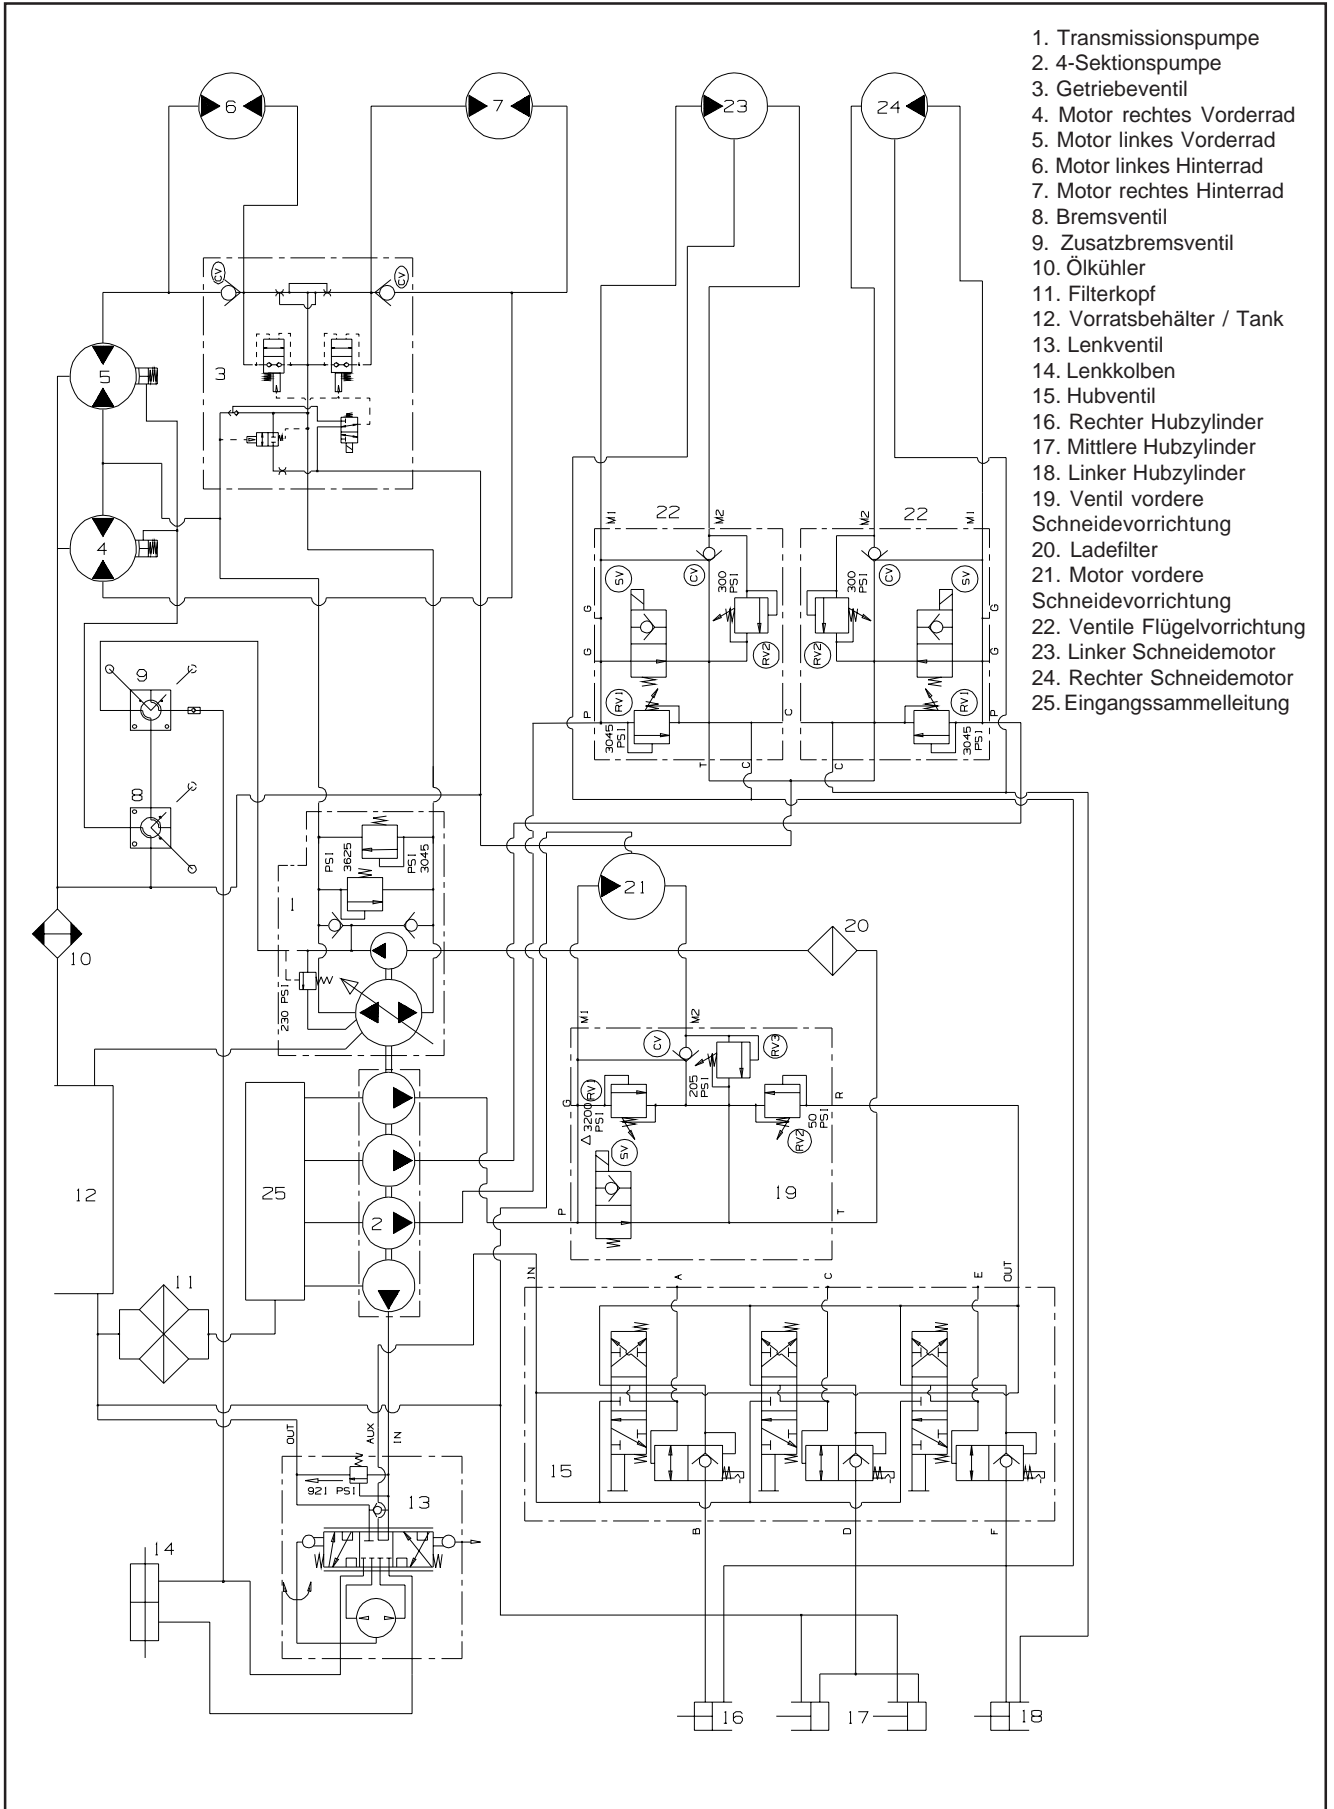 1. Transmissionspumpe
2. 4-Sektionspumpe
3. Getriebeventil
4. Motor rechtes Vorderrad
5. Motor linkes Vorderrad
6. Motor linkes Hinterrad
7. Motor rechtes Hinterrad
8. Bremsventil
9. Zusatzbremsventil
10. Ölkühler
11. Filterkopf
12. Vorratsbehälter / Tank
13. Lenkventil
14. Lenkkolben
15. Hubventil
16. Rechter Hubzylinder
17. Mittlere Hubzylinder
18. Linker Hubzylinder
19. Ventil vordere
Schneidevorrichtung
20. Ladefilter
21. Motor vordere
Schneidevorrichtung
22. Ventile Flügelvorrichtung
23. Linker Schneidemotor
24. Rechter Schneidemotor
25. Eingangssammelleitung
6
7
23
24
CV
CV
5
3
4
22
22
M1
M2
M2
M1
SV
CV
300 PSI
300 PSI
CV
SV
G
G
G
G
RV2
RV2
RV1
RV1
P
3045 PSI
C
T
C
C
3045 PSI
P
9
8
PSI 3625
PSI 3045
1
21
20
10
230 PSI
M1
M2
CV
RV3
205 PSI
G
RV1
△ 3200 PSI
SV
RV2
50 PSI
R
P
T
19
12
25
2
11
IN
A
C
E
OUT
OUT
AUX
IN
921 PSI
13
15
B
D
F
14
16
17
18